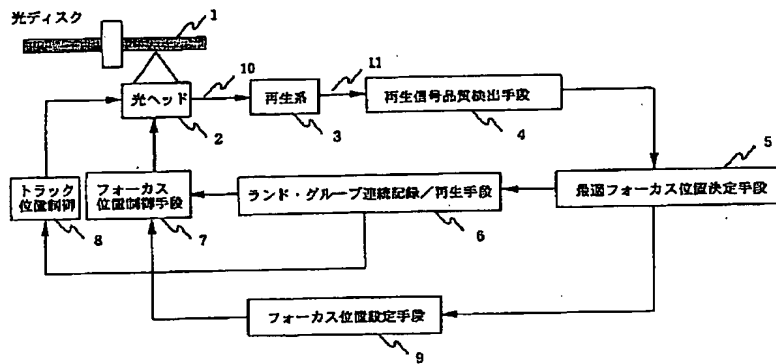 光ディスク
1
10
11
光ヘッド
2
再生系
3
再生信号品質検出手段
4
5
トラック
位置制御
8
フォーカス
位置制御手段
7
ランド・グルーブ連続記録／再生手段
6
最適フォーカス位置決定手段
フォーカス位置設定手段
9